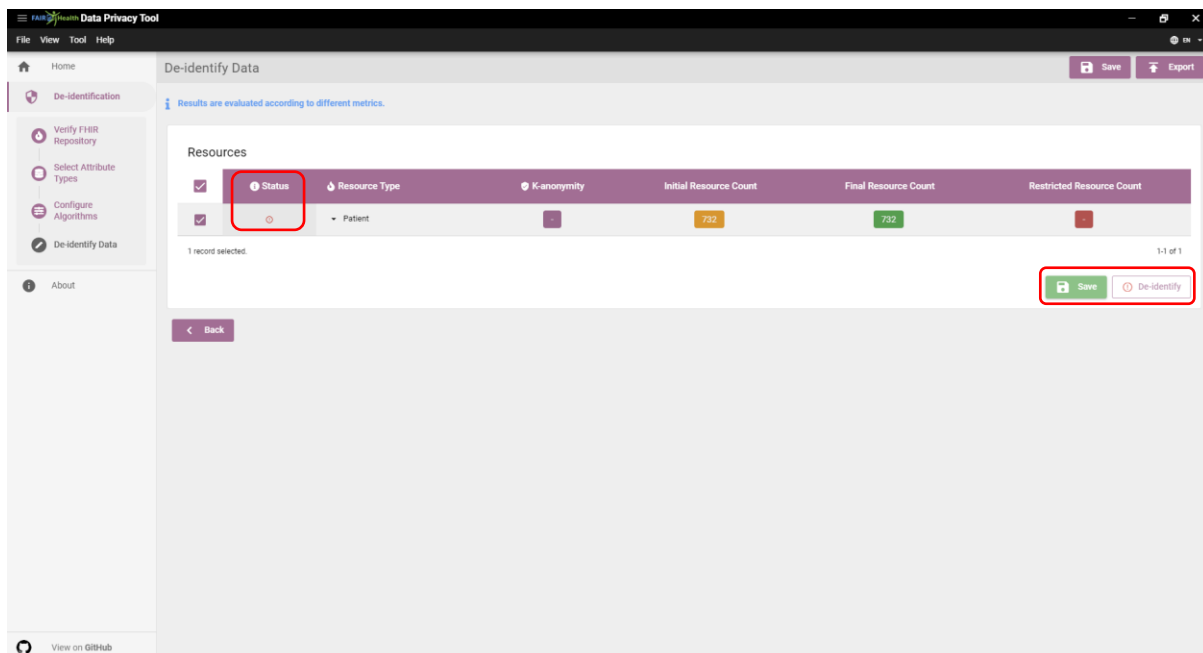 FAIR4Health Data Privacy Tool
File View Tool Help
EN
Home
De-identification
Verify FHIR
Repository
Select Attribute
Types
Configure
Algorithms
De-identify Data
About
View on GitHub
De-identify Data
Save
Export
Results are evaluated according to different metrics.
Resources
Status Resource Type K-anonymity Initial Resource Count Final Resource Count Restricted Resource Count
Patient - 732 732 -
1 record selected.
1-1 of 1
Save
De-identify
Back